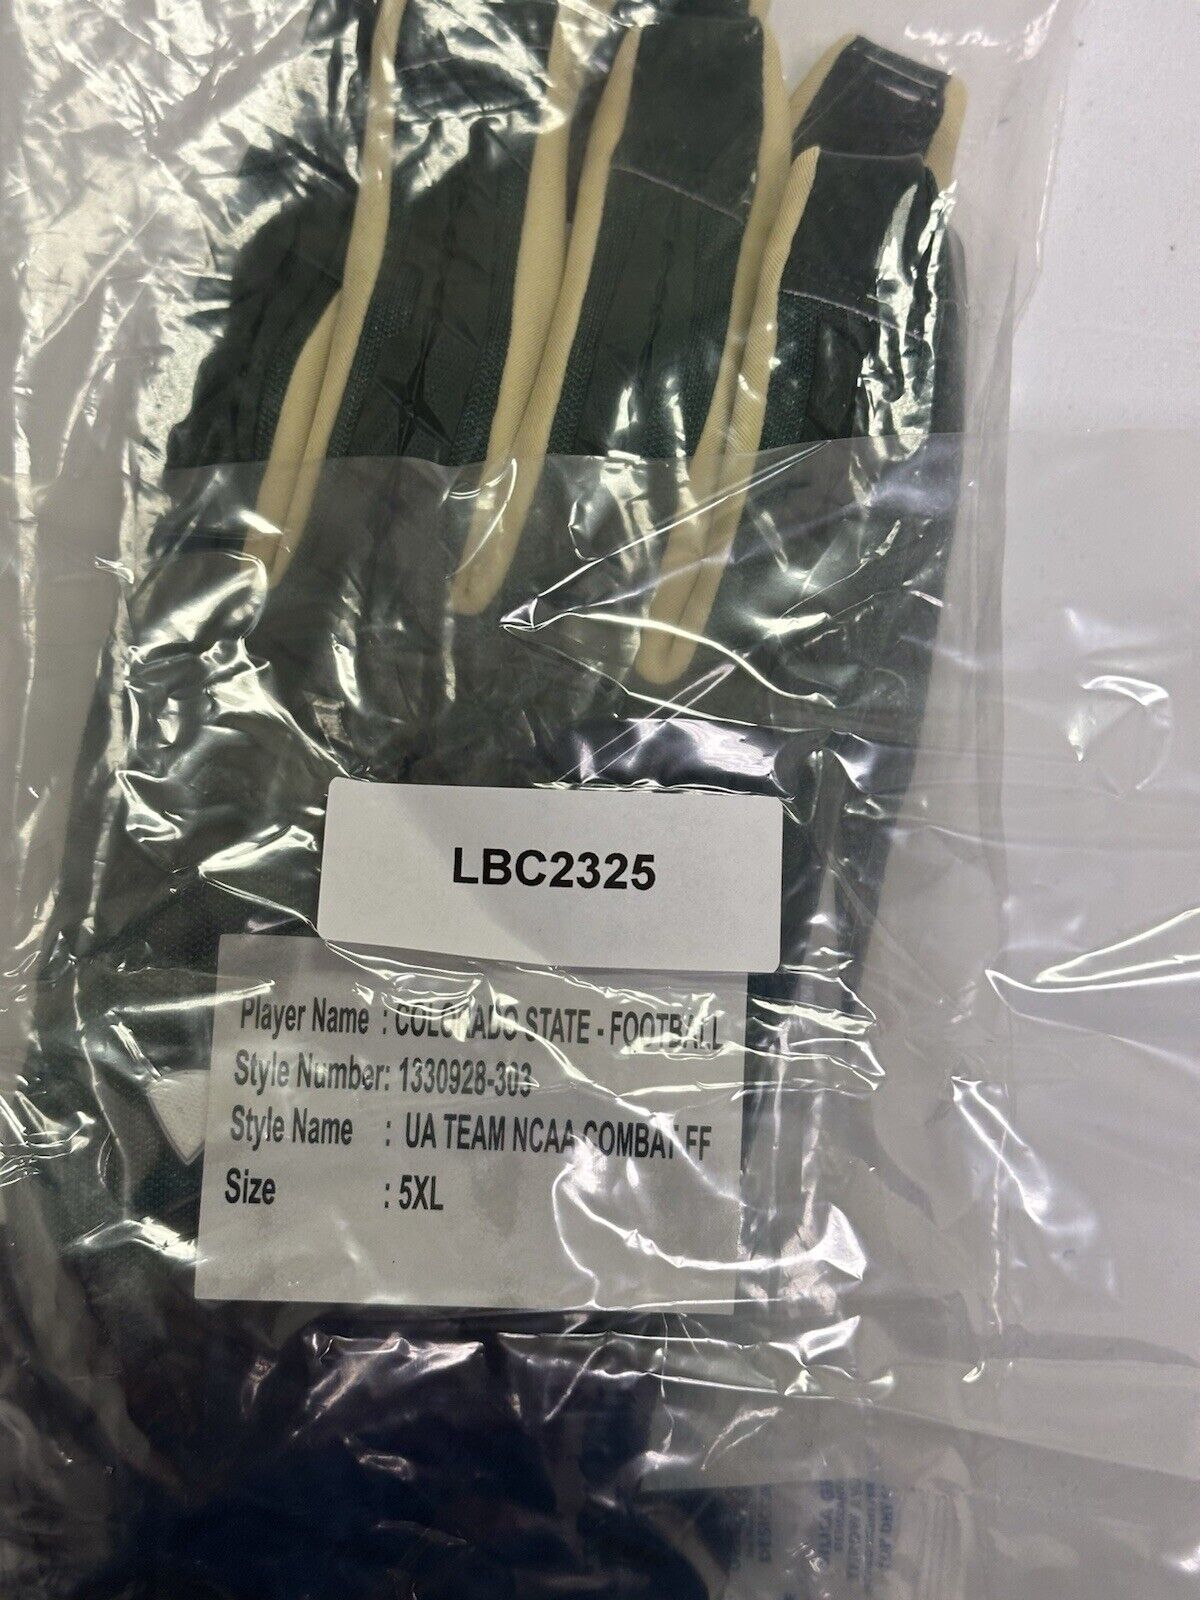 LBC2325
Player Name : COLORADO STATE - FOOTBALL
Style Number: 1330928-303
Style Name : UA TEAM NCAA COMBAT FF
Size : 5XL